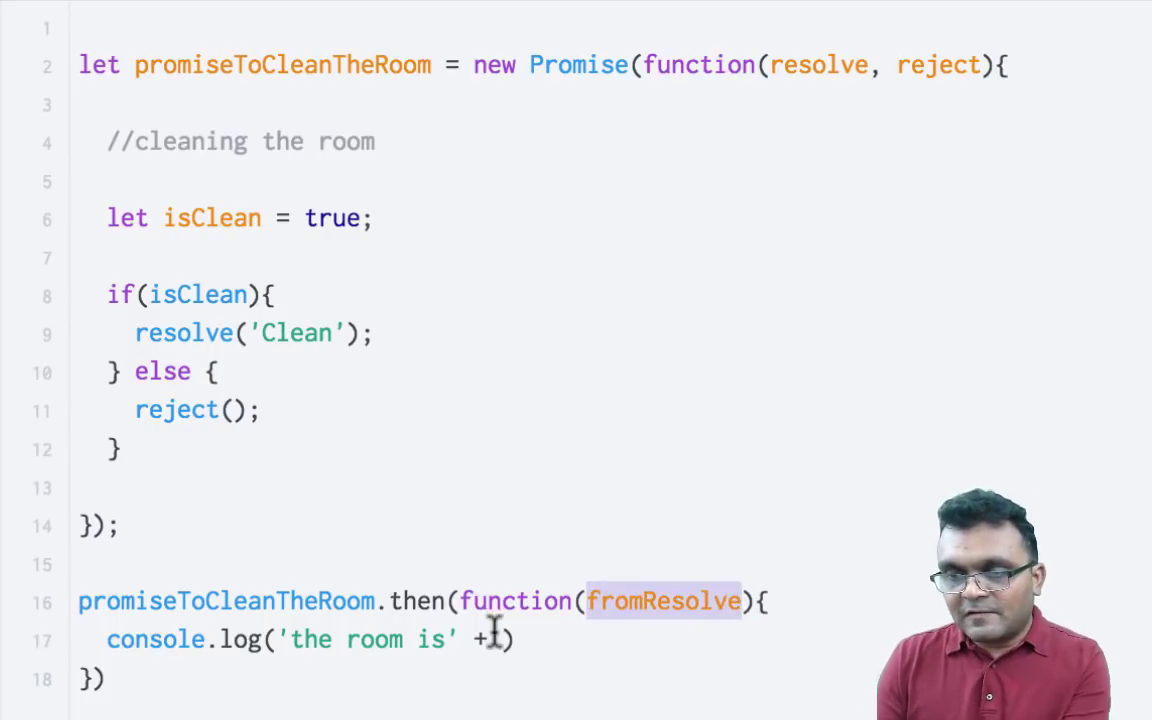 1
2 let promiseToCleanTheRoom = new Promise(function(resolve, reject){
3
4 //cleaning the room
5
6 let isClean = true;
7
8 if(isClean){
9 resolve('Clean');
10 } else {
11 reject();
12 }
13
14 });
15
16 promiseToCleanTheRoom.then(function(fromResolve){
17 console.log('the room is' + )
18 })